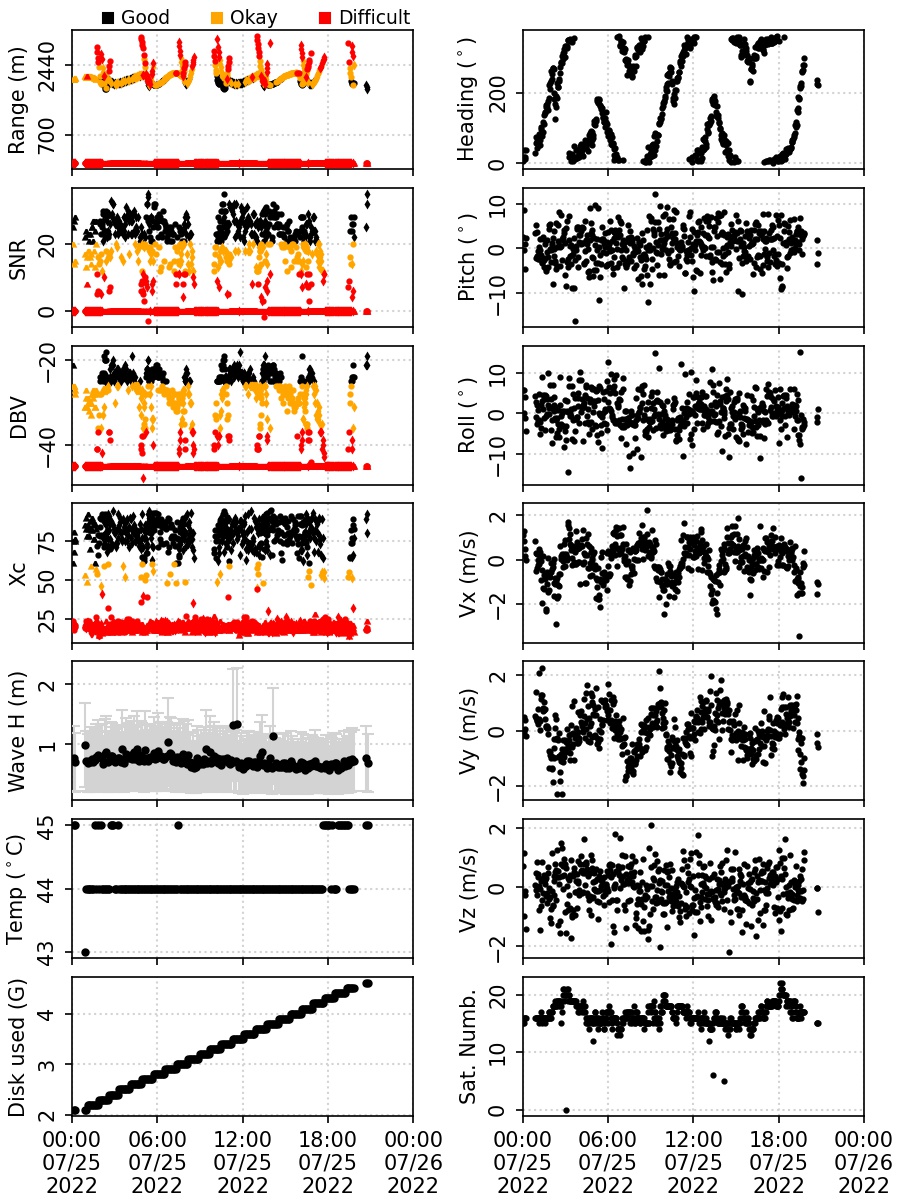 Good Okay Difficult
Range (m)
2440
700
Heading (°)
200
0
SNR
20
0
Pitch (°)
10
0
−10
DBV
−20
−40
Roll (°)
10
0
−10
Xc
75
50
25
Vx (m/s)
2
0
−2
Wave H (m)
2
1
Vy (m/s)
2
0
−2
Temp (°C)
45
44
43
Vz (m/s)
2
0
−2
Disk used (G)
4
3
2
Sat. Numb.
20
10
0
00:00 06:00 12:00 18:00 00:00
07/25 07/25 07/25 07/25 07/26
2022 2022 2022 2022 2022
00:00 06:00 12:00 18:00 00:00
07/25 07/25 07/25 07/25 07/26
2022 2022 2022 2022 2022